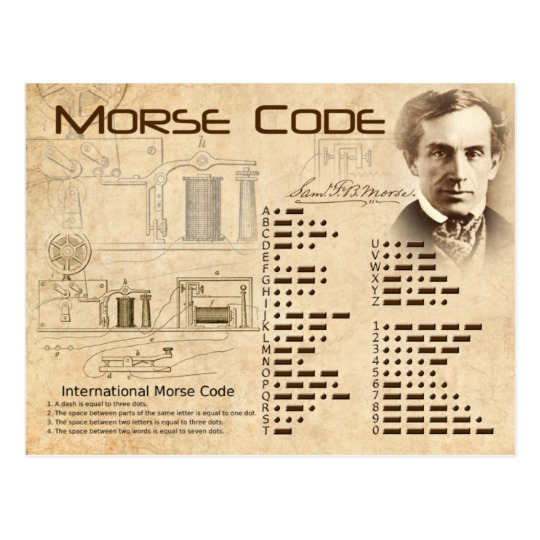 MORSE CODE
h
Sam. F. B. Morse.
A
B
C
D
E
F
G
H
I
J
K
L
M
N
O
P
Q
R
S
T
U
V
W
X
Y
Z
1
2
3
4
5
6
7
8
9
0
International Morse Code
1. A dash is equal to three dots.
2. The space between parts of the same letter is equal to one dot.
3. The space between two letters is equal to three dots.
4. The space between two words is equal to seven dots.